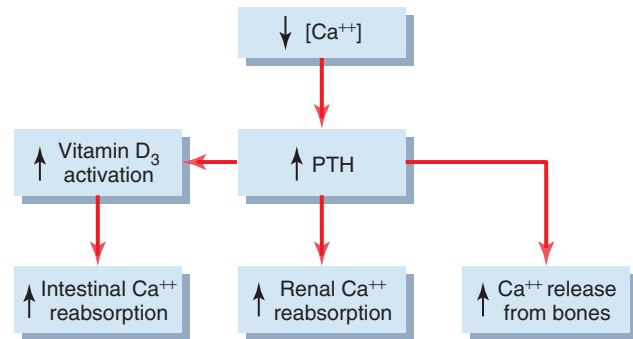 ↓ [Ca⁺⁺]
↑ Vitamin D₃
activation
↑ PTH
↑ Intestinal Ca⁺⁺
reabsorption
↑ Renal Ca⁺⁺
reabsorption
↑ Ca⁺⁺ release
from bones